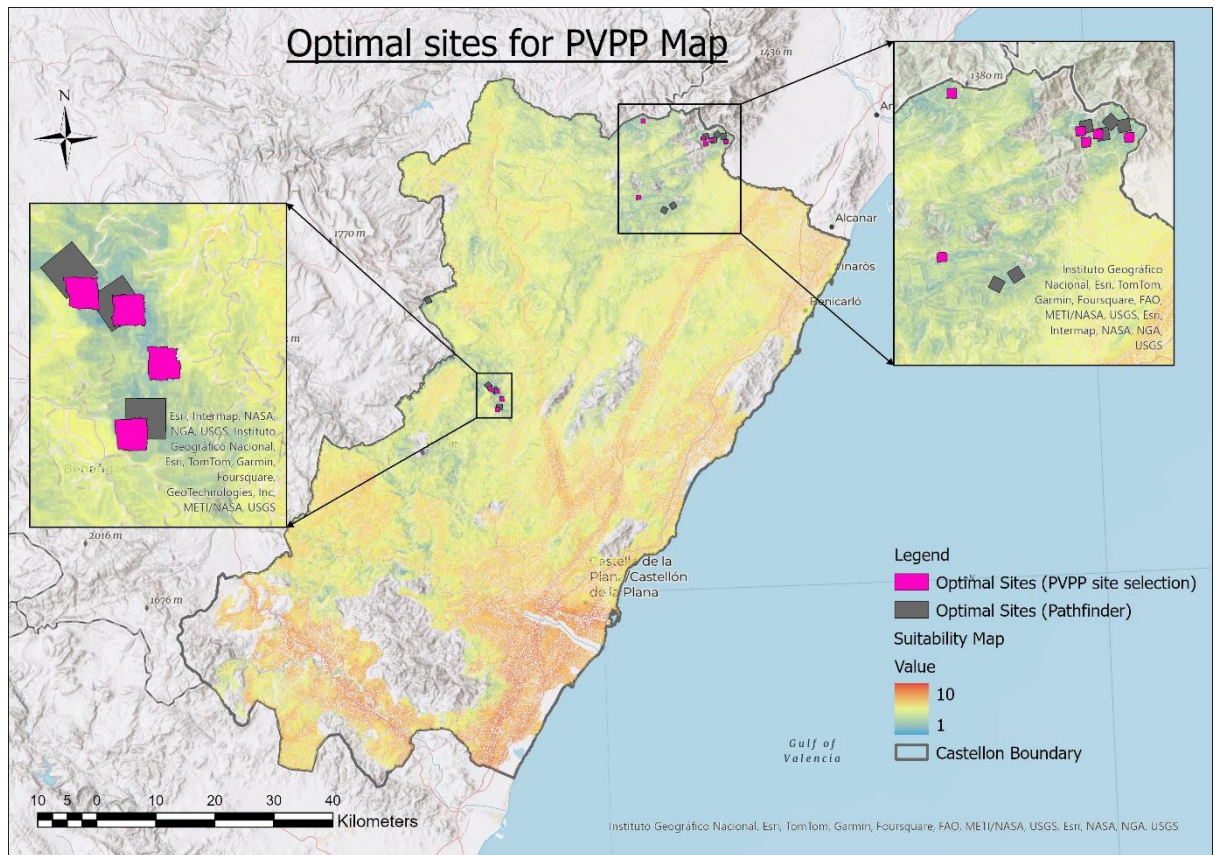 Optimal sites for PVPP Map
N
1436 m
1380 m
Alcanar
1770 m
Instituto Geográfico
Nacional, Esri, TomTom,
Garmin, Foursquare, FAO,
METI/NASA, USGS, Esri,
Intermap, NASA, NGA,
USGS
Esri, Intermap, NASA,
NGA, USGS, Instituto
Geográfico Nacional,
Esri, TomTom, Garmin,
Foursquare,
GeoTechnologies, Inc,
METI/NASA, USGS
2016 m
1676 m
de la
Plana/Castellón
de la Plana
Legend
Optimal Sites (PVPP site selection)
Optimal Sites (Pathfinder)
Suitability Map
Value
10
1
Castellon Boundary
Gulf of
Valencia
10 5 0 10 20 30 40
Kilometers
Instituto Geográfico Nacional, Esri, TomTom, Garmin, Foursquare, FAO, METI/NASA, USGS, Esri, NASA, NGA, USGS